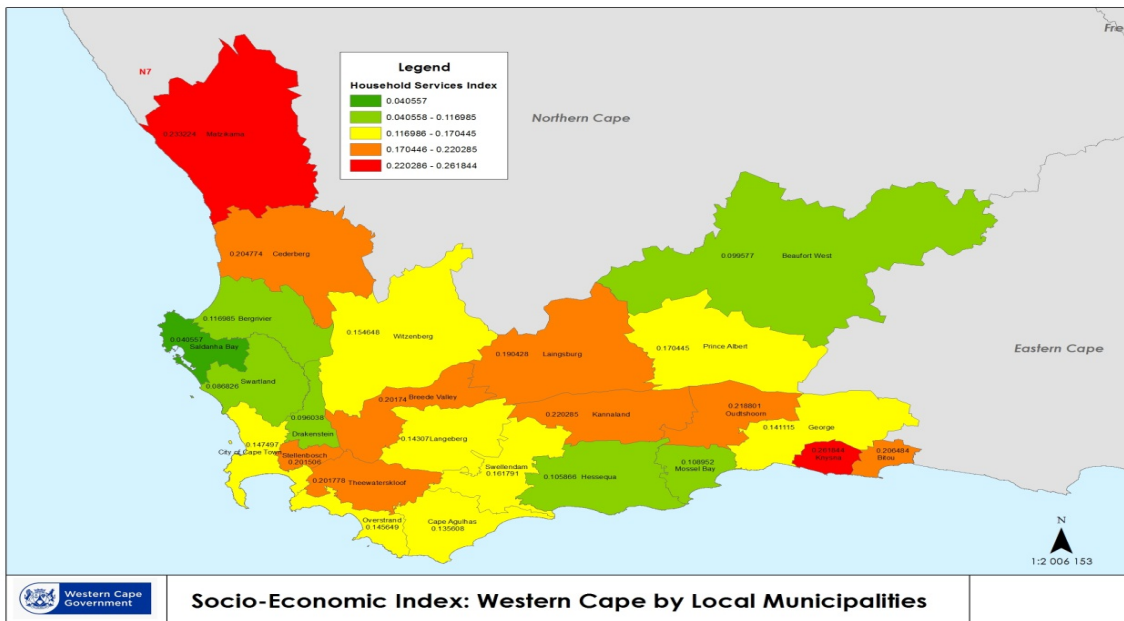 Free
N7
Legend
Household Services Index
0.040557
0.040558 - 0.116985
0.116986 - 0.170445
0.170446 - 0.220285
0.220286 - 0.261844
Northern Cape
0.233224 Matzikama
0.204774 Cederberg
0.099577 Beaufort West
0.116985 Bergrivier
0.154648 Witzenberg
0.040557
Saldanha Bay
0.190428 Laingsburg
0.170445 Prince Albert
Eastern Cape
0.086826 Swartland
0.20174 Breede Valley
0.096038
Drakenstein
0.220285 Kannaland
0.218801
Oudtshoorn
0.141115 George
0.14307 Langeberg
0.147497
City of Cape Town
Stellenbosch
0.201506
0.261844
Knysna
0.206484
Bitou
Swellendam
0.161791
0.105866 Hessequa
0.108952
Mossel Bay
0.201778 Theewaterskloof
Overstrand
0.145649
Cape Agulhas
0.135608
N
1:2 006 153
Western Cape
Government
Socio-Economic Index: Western Cape by Local Municipalities